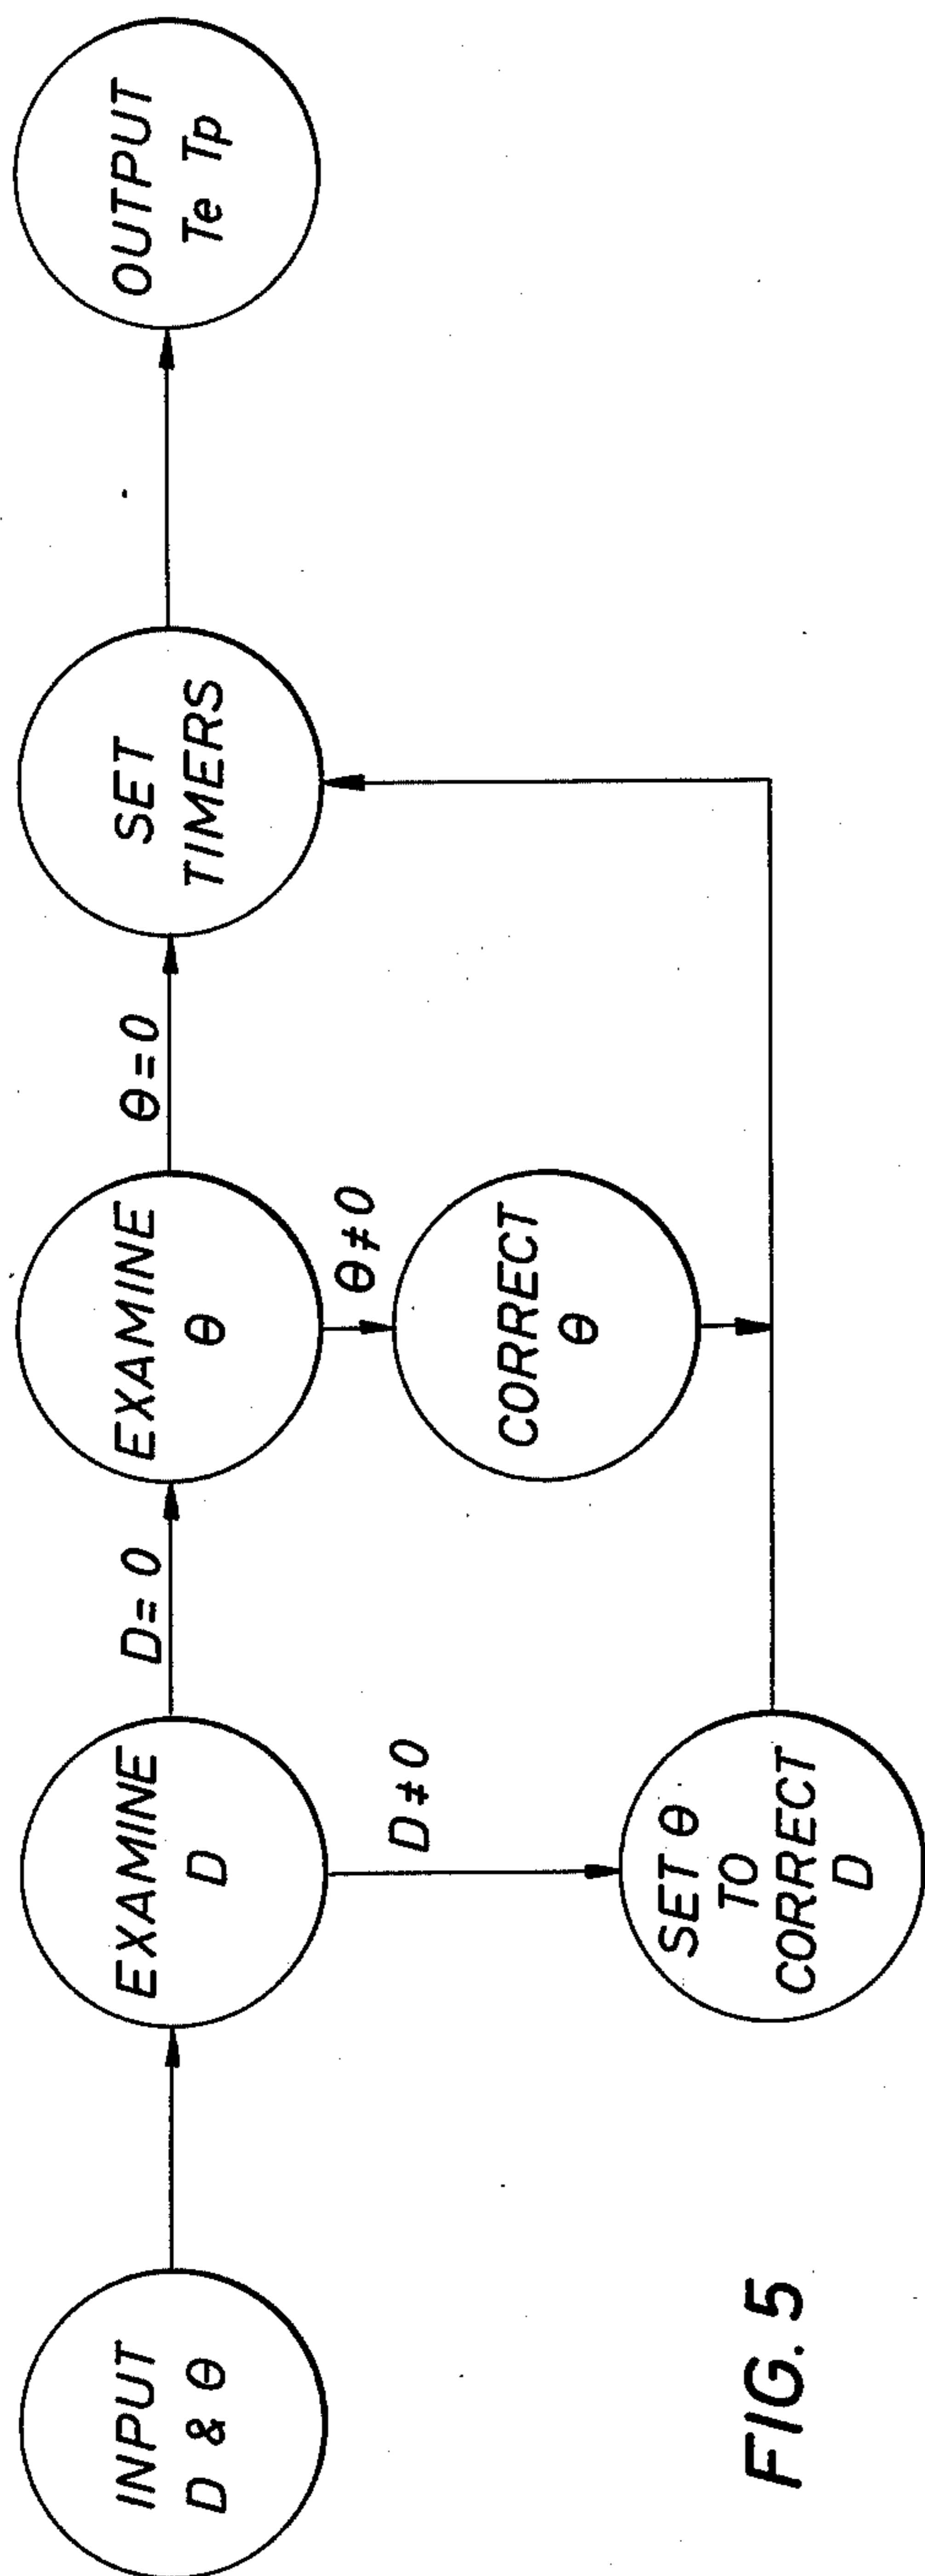 INPUT
D & θ
EXAMINE
D
D=0
D≠0
SET θ
TO
CORRECT
D
EXAMINE
θ
θ=0
θ≠0
CORRECT
θ
SET
TIMERS
OUTPUT
Te Tp
FIG. 5